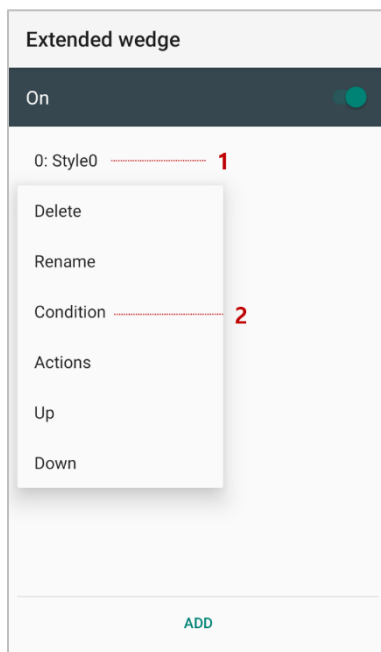 Extended wedge
On
0: Style0 1
Delete
Rename
Condition 2
Actions
Up
Down
ADD